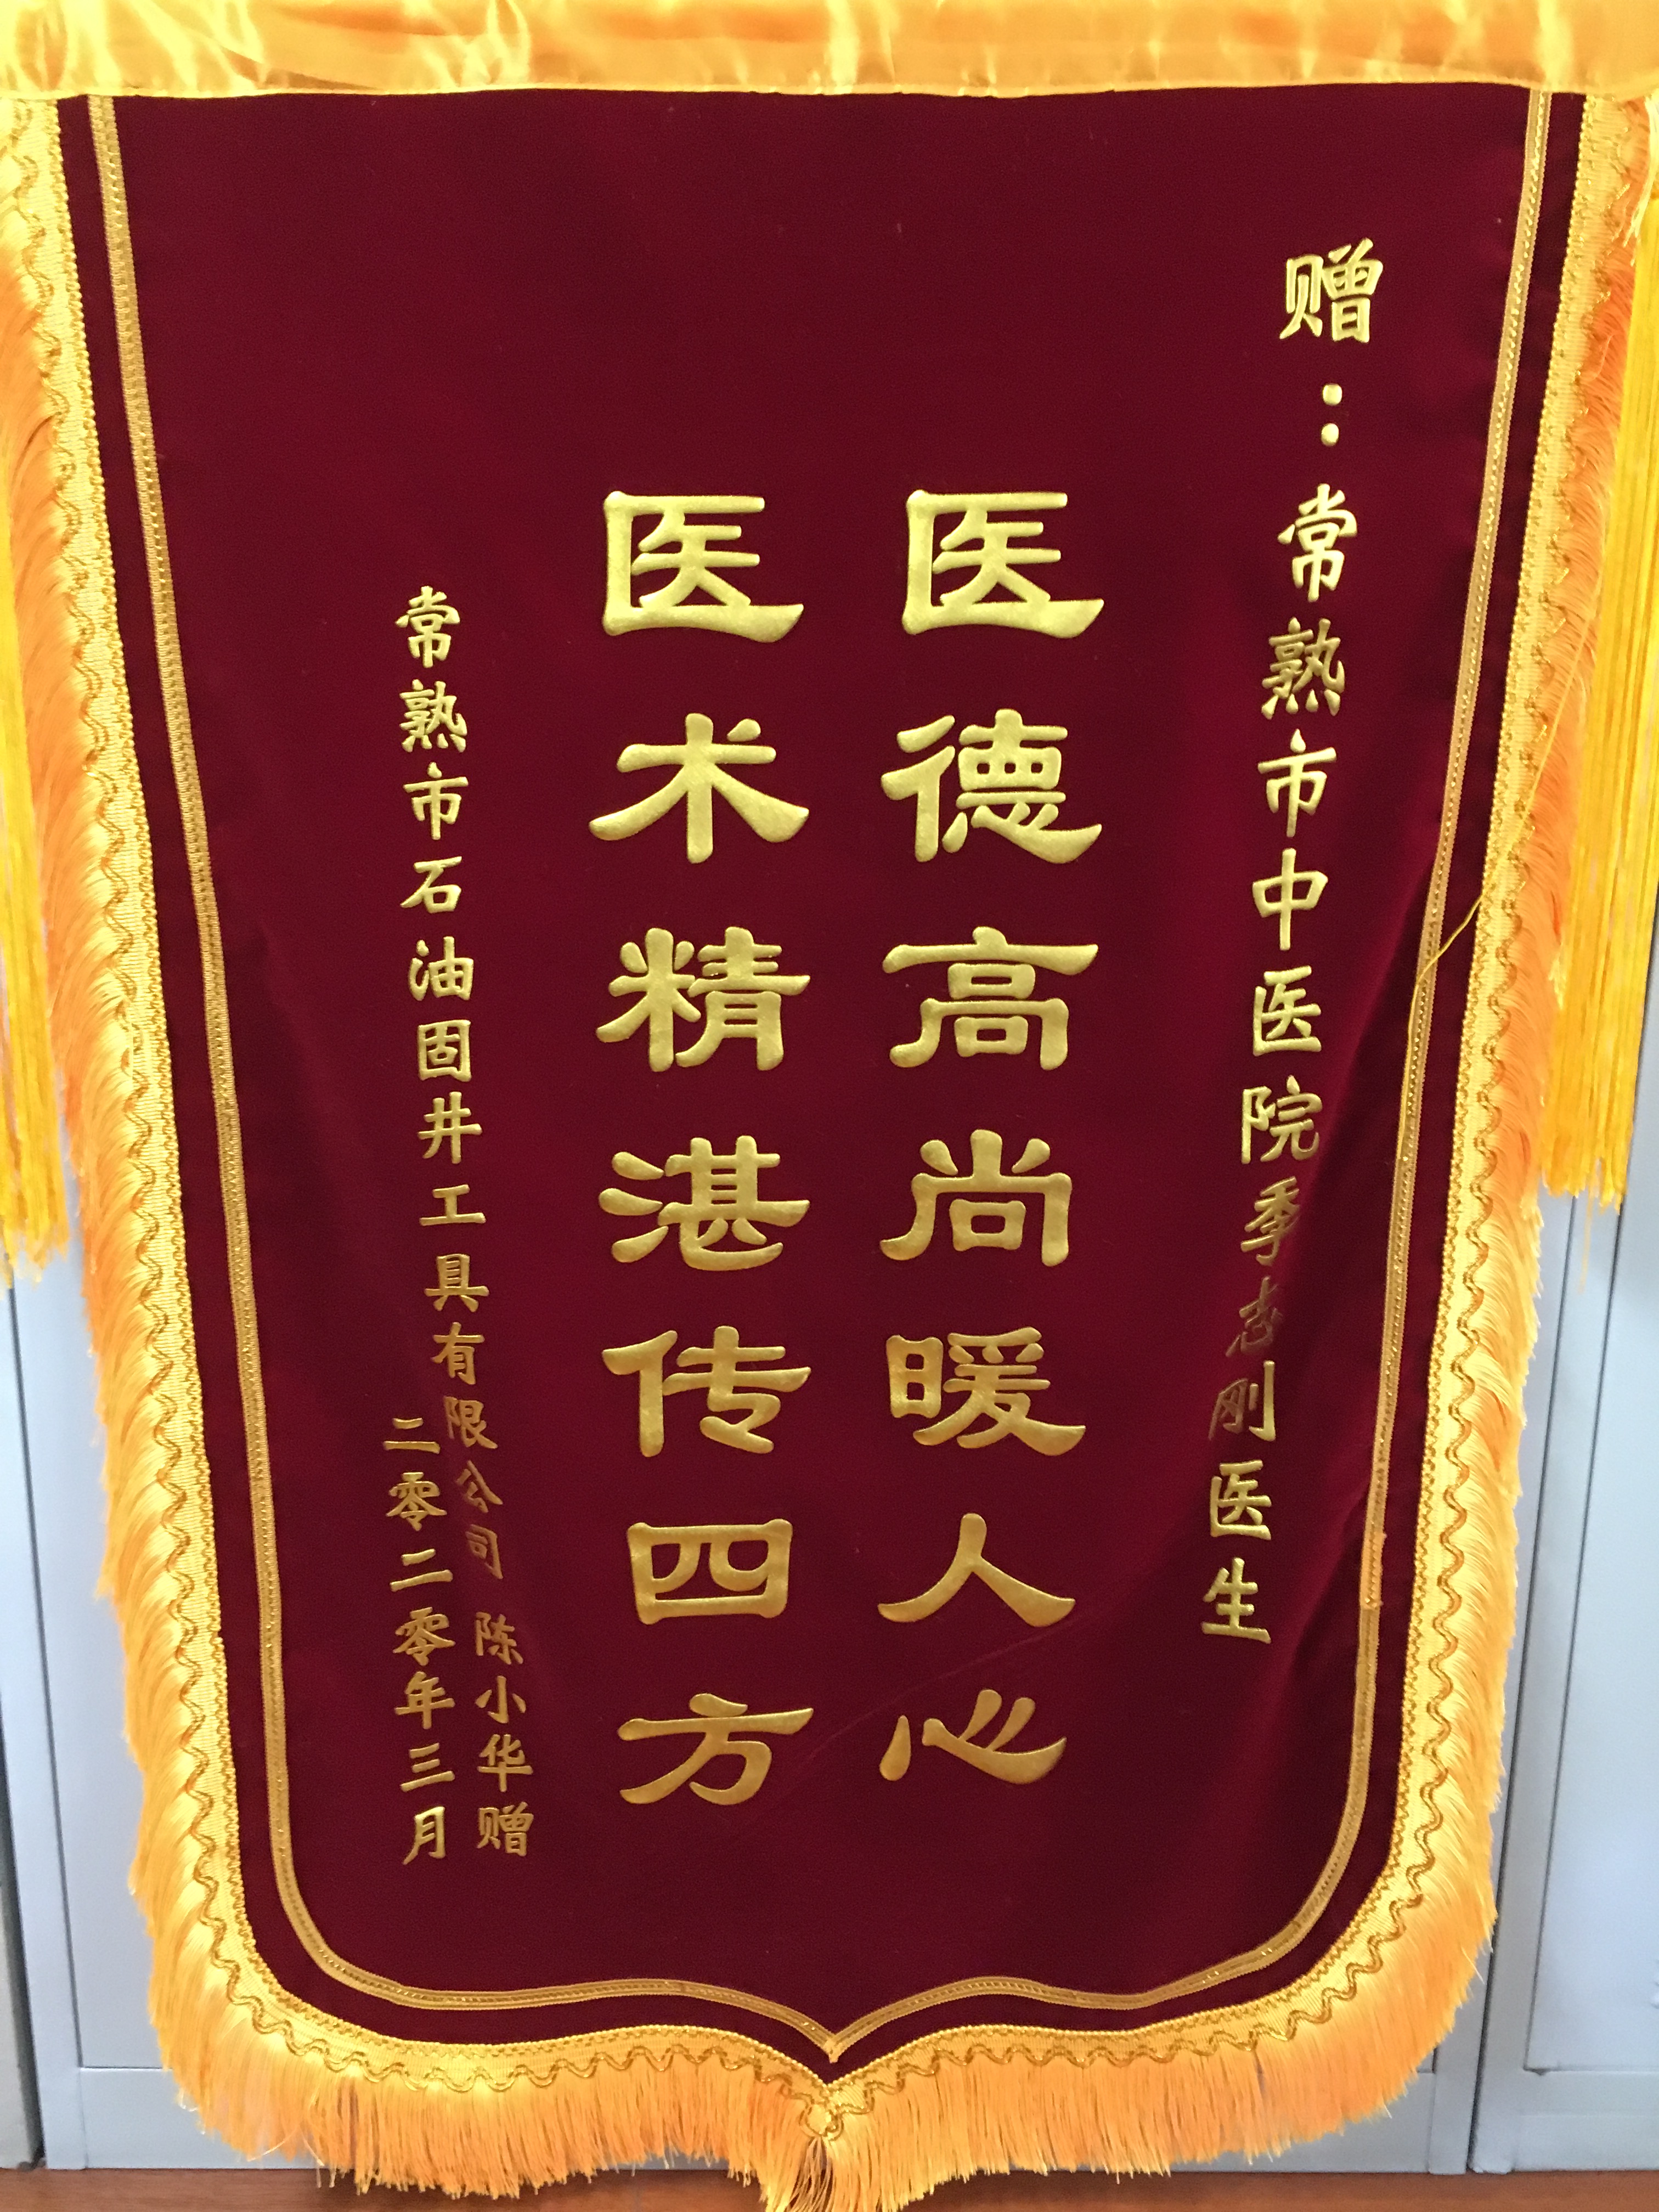 赠：常熟市中医院季志刚医生
医德高尚暖人心
医术精湛传四方
常熟市石油固井工具有限公司 陈小华赠
二零二零年三月